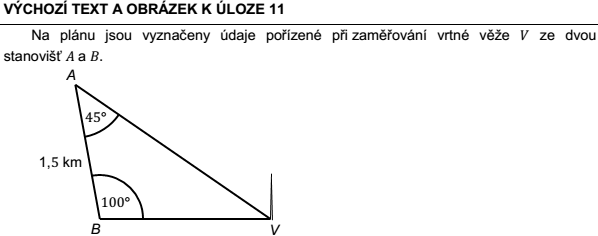 VÝCHOZÍ TEXT A OBRÁZEK K ÚLOZE 11
Na plánu jsou vyznačeny údaje pořízené při zaměřování vrtné věže V ze dvou
stanovišť A a B.
A
45°
1,5 km
100°
B
V